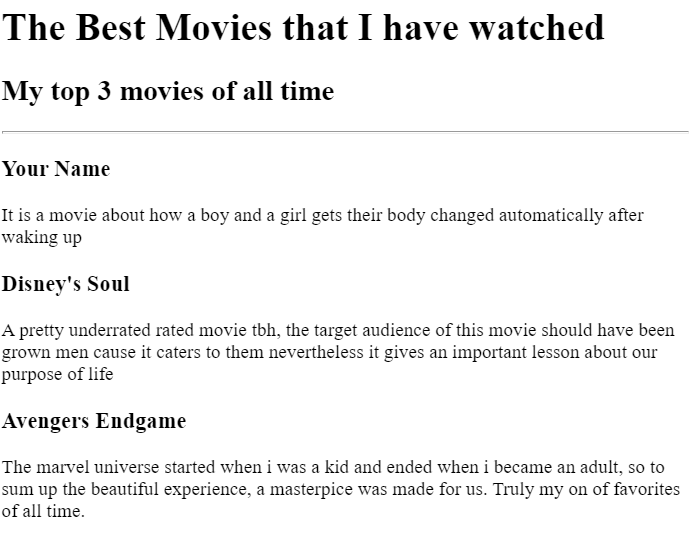 The Best Movies that I have watched
My top 3 movies of all time
Your Name
It is a movie about how a boy and a girl gets their body changed automatically after
waking up
Disney's Soul
A pretty underrated rated movie tbh, the target audience of this movie should have been
grown men cause it caters to them nevertheless it gives an important lesson about our
purpose of life
Avengers Endgame
The marvel universe started when i was a kid and ended when i became an adult, so to
sum up the beautiful experience, a masterpice was made for us. Truly my on of favorites
of all time.